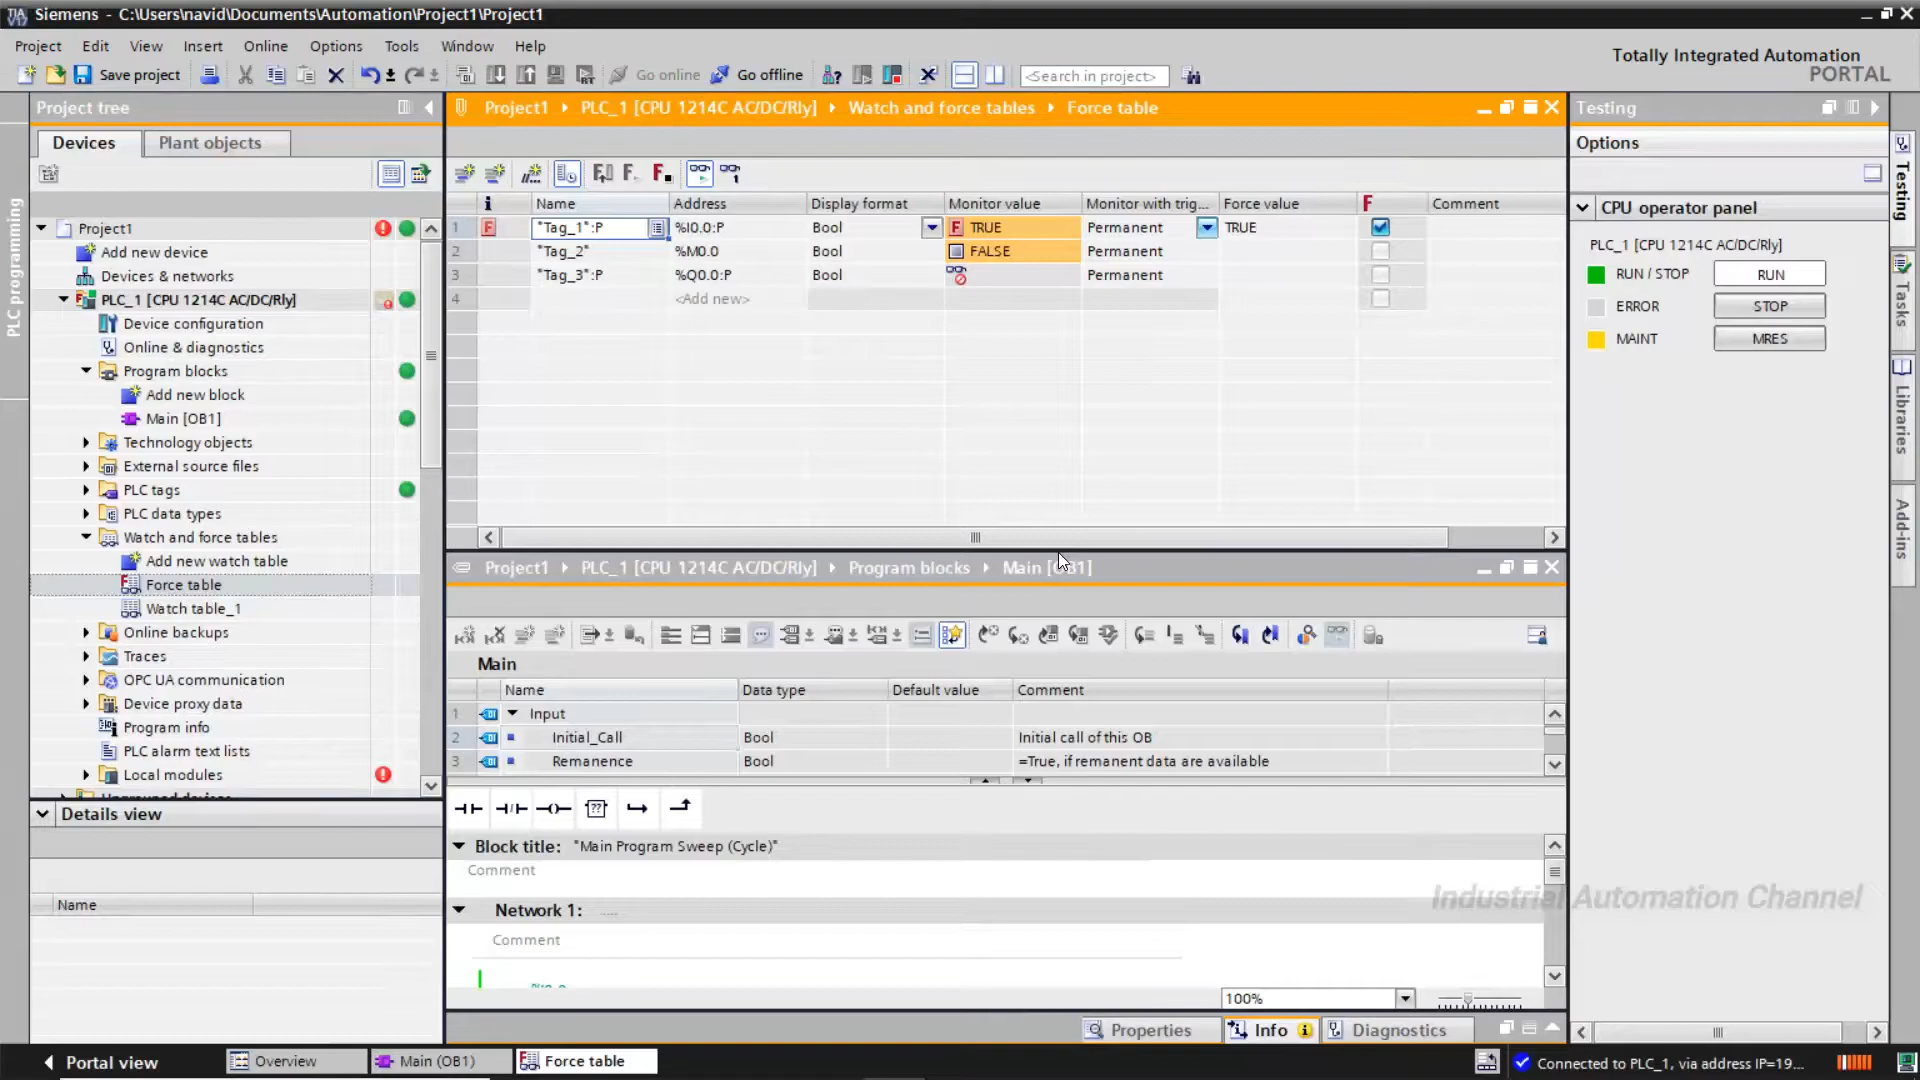 Siemens - C:\Users\navid\Documents\Automation\Project1\Project1
Project Edit View Insert Online Options Tools Window Help
Totally Integrated Automation
PORTAL
Save project
Go online
Go offline
<Search in project>
Project tree
Devices
Plant objects
PLC programming
Project1
Add new device
Devices & networks
PLC_1 [CPU 1214C AC/DC/Rly]
Device configuration
Online & diagnostics
Program blocks
Add new block
Main [OB1]
Technology objects
External source files
PLC tags
PLC data types
Watch and force tables
Add new watch table
Force table
Watch table_1
Online backups
Traces
OPC UA communication
Device proxy data
Program info
PLC alarm text lists
Local modules
Details view
Name
Project1 PLC_1 [CPU 1214C AC/DC/Rly] Watch and force tables Force table
i Name Address Display format Monitor value Monitor with trig... Force value F Comment
1 F "Tag_1":P %I0.0:P Bool F TRUE Permanent TRUE
2 "Tag_2" %M0.0 Bool FALSE Permanent
3 "Tag_3":P %Q0.0:P Bool Permanent
4 <Add new>
Project1 PLC_1 [CPU 1214C AC/DC/Rly] Program blocks Main [OB1]
Main
Name Data type Default value Comment
1 Input
2 Initial_Call Bool Initial call of this OB
3 Remanence Bool =True, if remanent data are available
??
Block title: "Main Program Sweep (Cycle)"
Comment
Network 1: .....
Comment
100%
Properties
Info
Diagnostics
Testing
Options
CPU operator panel
PLC_1 [CPU 1214C AC/DC/Rly]
RUN / STOP RUN
ERROR STOP
MAINT MRES
Testing
Tasks
Libraries
Add-ins
Industrial Automation Channel
Portal view
Overview
Main (OB1)
Force table
Connected to PLC_1, via address IP=19...